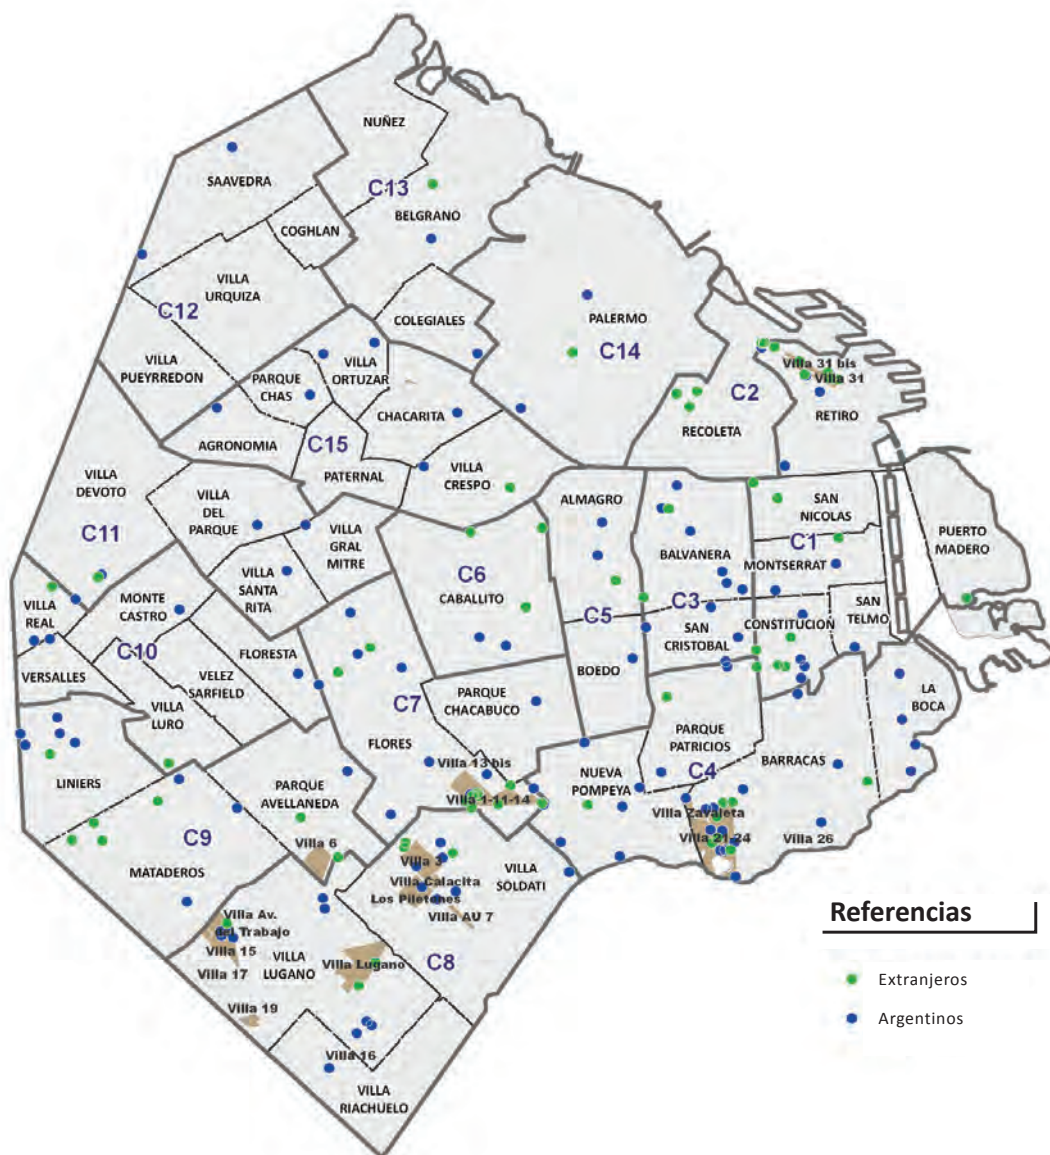 NUÑEZ
SAAVEDRA
C13
BELGRANO
COGHLAN
VILLA
URQUIZA
C12
COLEGIALES
PALERMO
C14
VILLA
PUEYRREDON
PARQUE
CHAS
VILLA
ORTUZAR
Villa 31 bis
Villa 31
C2
RETIRO
CHACARITA
RECOLETA
AGRONOMIA
C15
PATERNAL
VILLA
CRESPO
VILLA
DEVOTO
C11
VILLA
DEL
PARQUE
ALMAGRO
SAN
NICOLAS
PUERTO
MADERO
VILLA
GRAL
MITRE
C1
BALVANERA
MONTSERRAT
VILLA
SANTA
RITA
C6
CABALLITO
C5
C3
VILLA
REAL
MONTE
CASTRO
SAN
TELMO
CONSTITUCION
SAN
CRISTOBAL
C10
FLORESTA
VERSALLES
VELEZ
SARFIELD
BOEDO
LA
BOCA
VILLA
LURO
C7
PARQUE
CHACABUCO
FLORES
PARQUE
PATRICIOS
BARRACAS
C4
LINIERS
Villa 13 bis
NUEVA
POMPEYA
PARQUE
AVELLANEDA
Villa 1-11-14
Villa Zavaleta
C9
Villa 21-24
Villa 26
Villa 6
MATADEROS
Villa 3
VILLA
SOLDATI
Villa Calacita
Los Piletones
Villa AU 7
Villa Av.
del Trabajo
Villa 15
Villa 17
VILLA
LUGANO
Villa Lugano
C8
Villa 19
Villa 16
VILLA
RIACHUELO
Referencias
Extranjeros
Argentinos